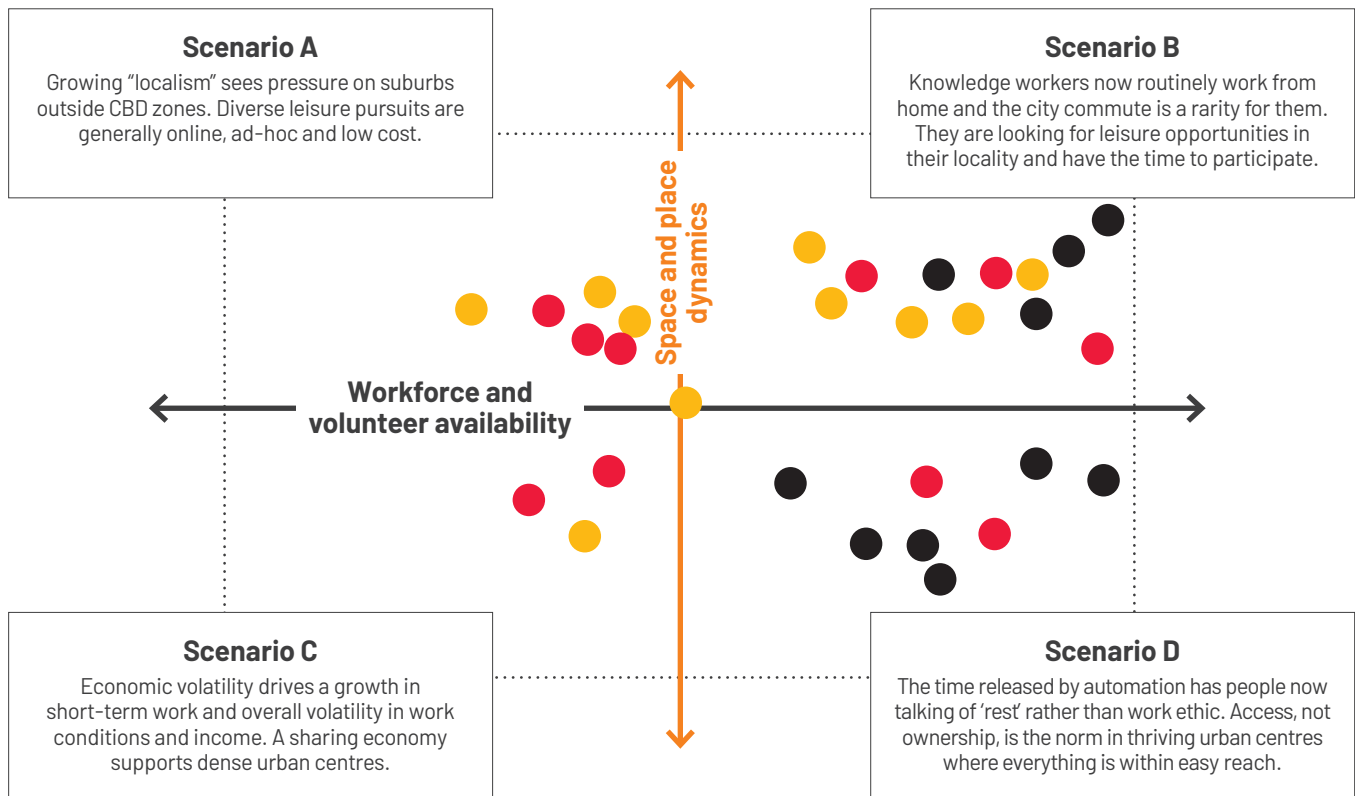 Scenario A
Growing “localism” sees pressure on suburbs
outside CBD zones. Diverse leisure pursuits are
generally online, ad-hoc and low cost.
Scenario B
Knowledge workers now routinely work from
home and the city commute is a rarity for them.
They are looking for leisure opportunities in
their locality and have the time to participate.
Space and place
dynamics
Workforce and
volunteer availability
Scenario C
Economic volatility drives a growth in
short-term work and overall volatility in work
conditions and income. A sharing economy
supports dense urban centres.
Scenario D
The time released by automation has people now
talking of ‘rest’ rather than work ethic. Access, not
ownership, is the norm in thriving urban centres
where everything is within easy reach.